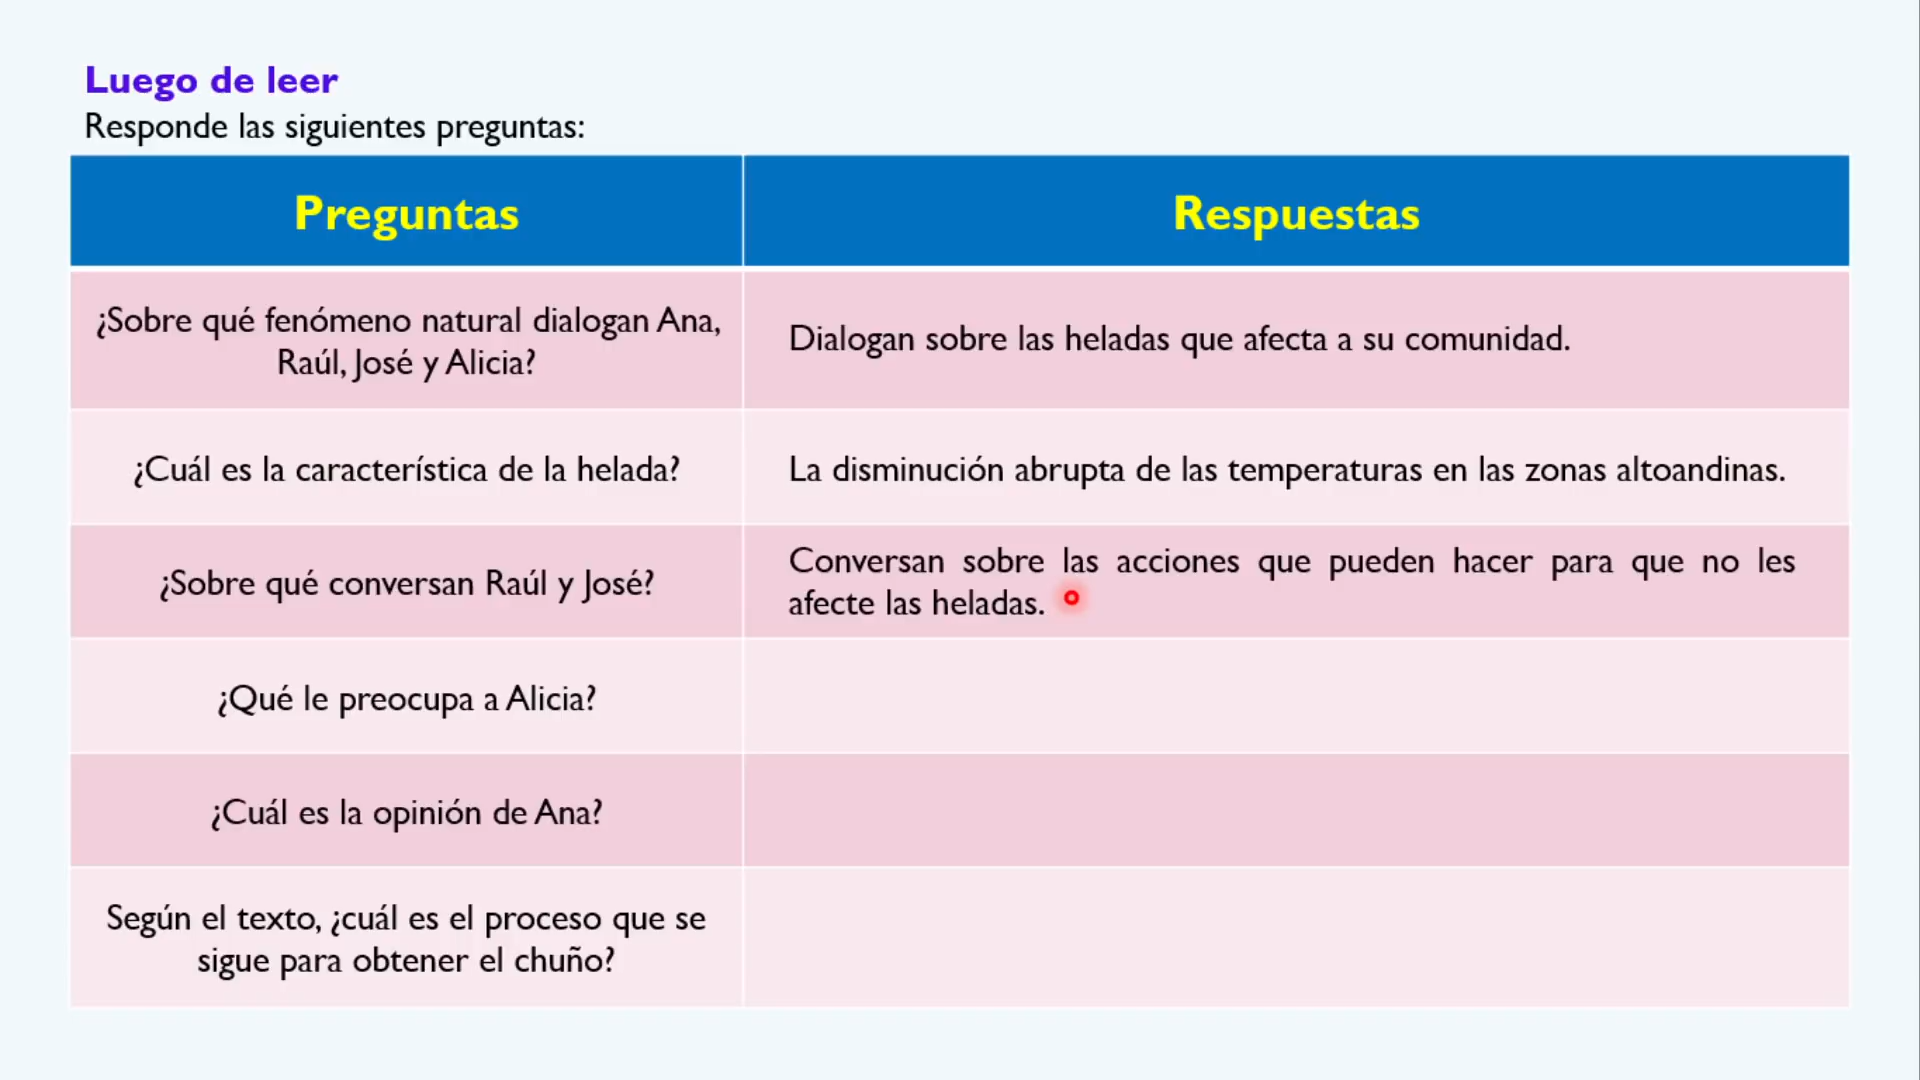 Luego de leer
Responde las siguientes preguntas:
Preguntas
Respuestas
¿Sobre qué fenómeno natural dialogan Ana,
Raúl, José y Alicia?
Dialogan sobre las heladas que afecta a su comunidad.
¿Cuál es la característica de la helada?
La disminución abrupta de las temperaturas en las zonas altoandinas.
¿Sobre qué conversan Raúl y José?
Conversan sobre las acciones que pueden hacer para que no les
afecte las heladas.
¿Qué le preocupa a Alicia?
¿Cuál es la opinión de Ana?
Según el texto, ¿cuál es el proceso que se
sigue para obtener el chuño?